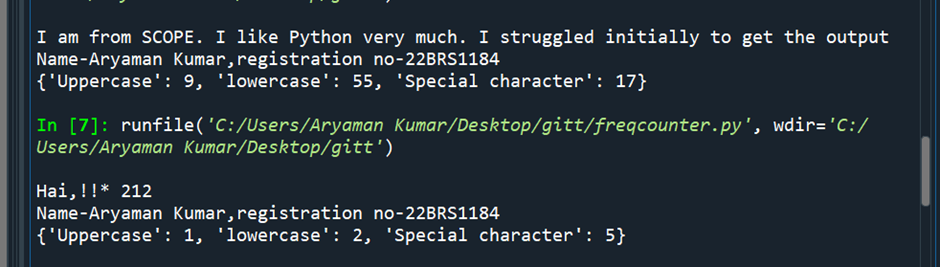 I am from SCOPE. I like Python very much. I struggled initially to get the output
Name-Aryaman Kumar,registration no-22BRS1184
{'Uppercase': 9, 'lowercase': 55, 'Special character': 17}
In [7]: runfile('C:/Users/Aryaman Kumar/Desktop/gitt/freqcounter.py', wdir='C:/
Users/Aryaman Kumar/Desktop/gitt')
Hai,!!* 212
Name-Aryaman Kumar,registration no-22BRS1184
{'Uppercase': 1, 'lowercase': 2, 'Special character': 5}